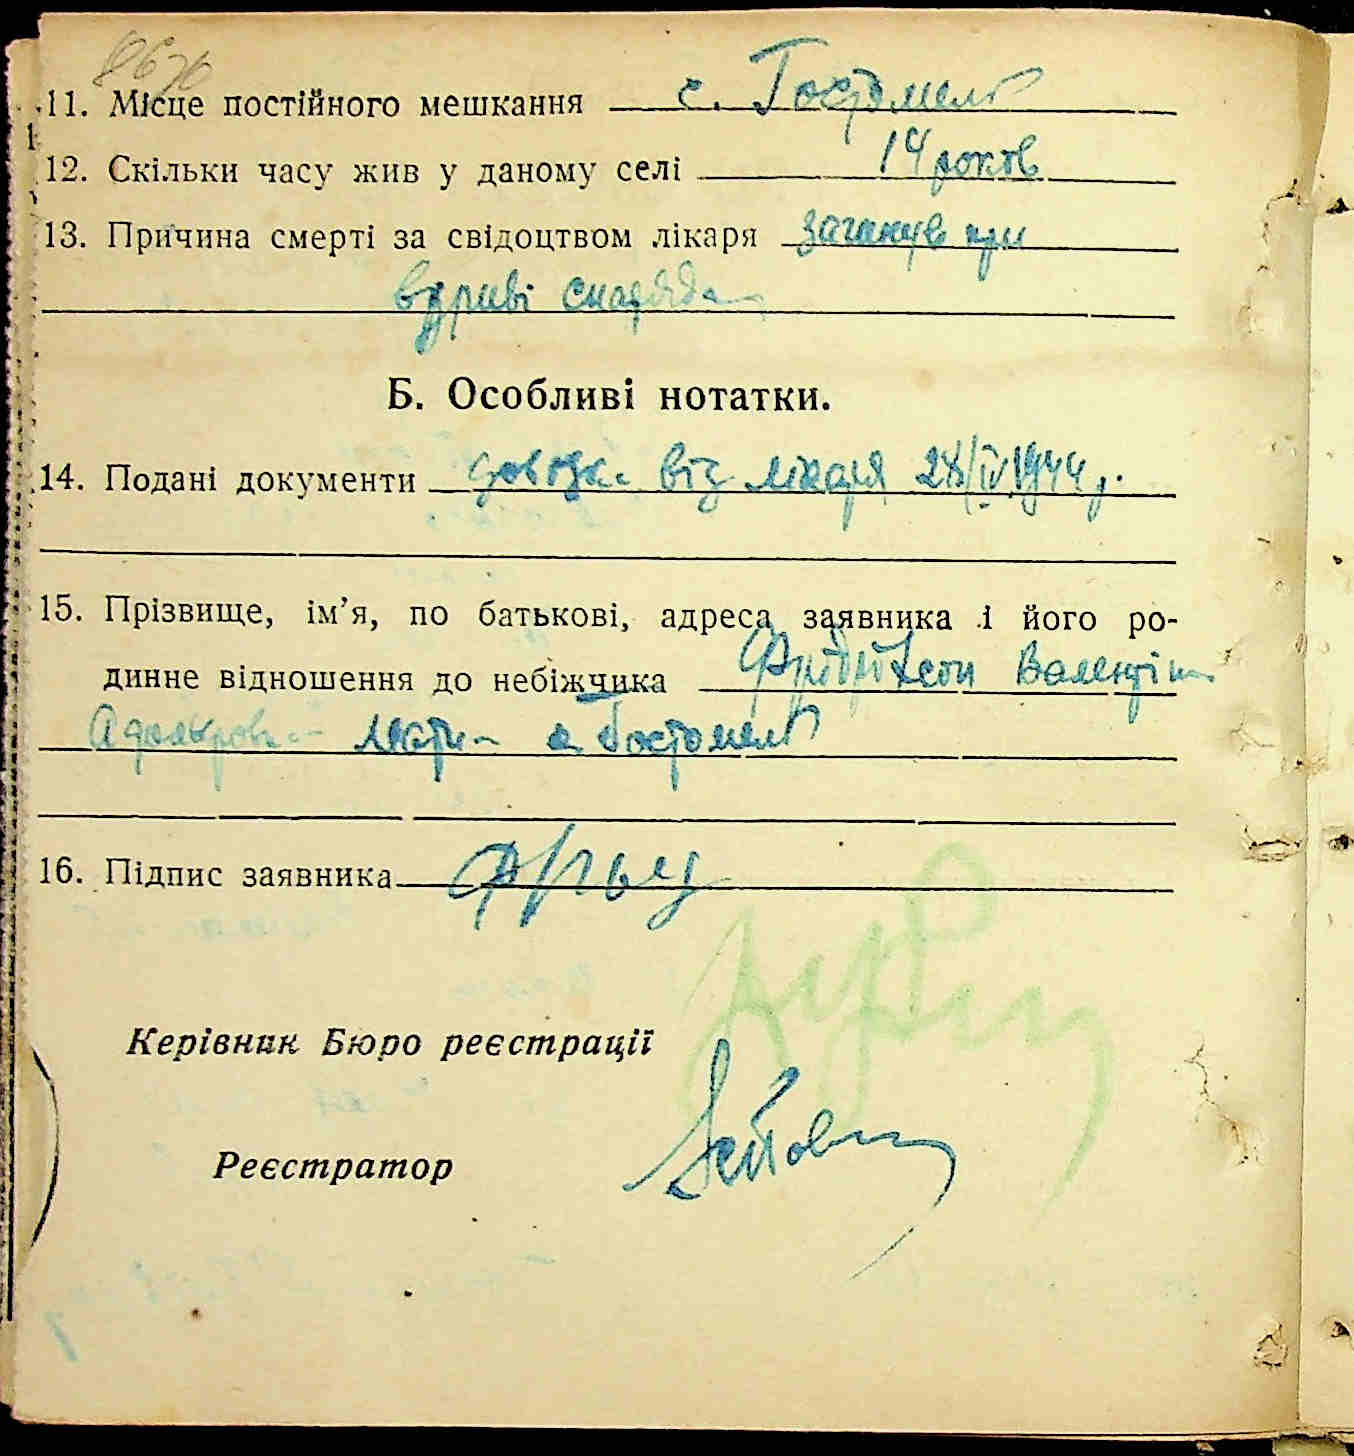 11. Місце постійного мешкання с. Гостомель
12. Скільки часу жив у даному селі 14 років
13. Причина смерті за свідоцтвом лікаря загинув при
вдриві снаряда
Б. Особливі нотатки.
14. Подані документи довідка від лікаря 28/IV.1944 р.
15. Прізвище, ім’я, по батькові, адреса заявника і його ро-
динне відношення до небіжчика Валентина
Адольфовна мати с. Гостомель
16. Підпис заявника
Керівник Бюро реєстрації
Реєстратор